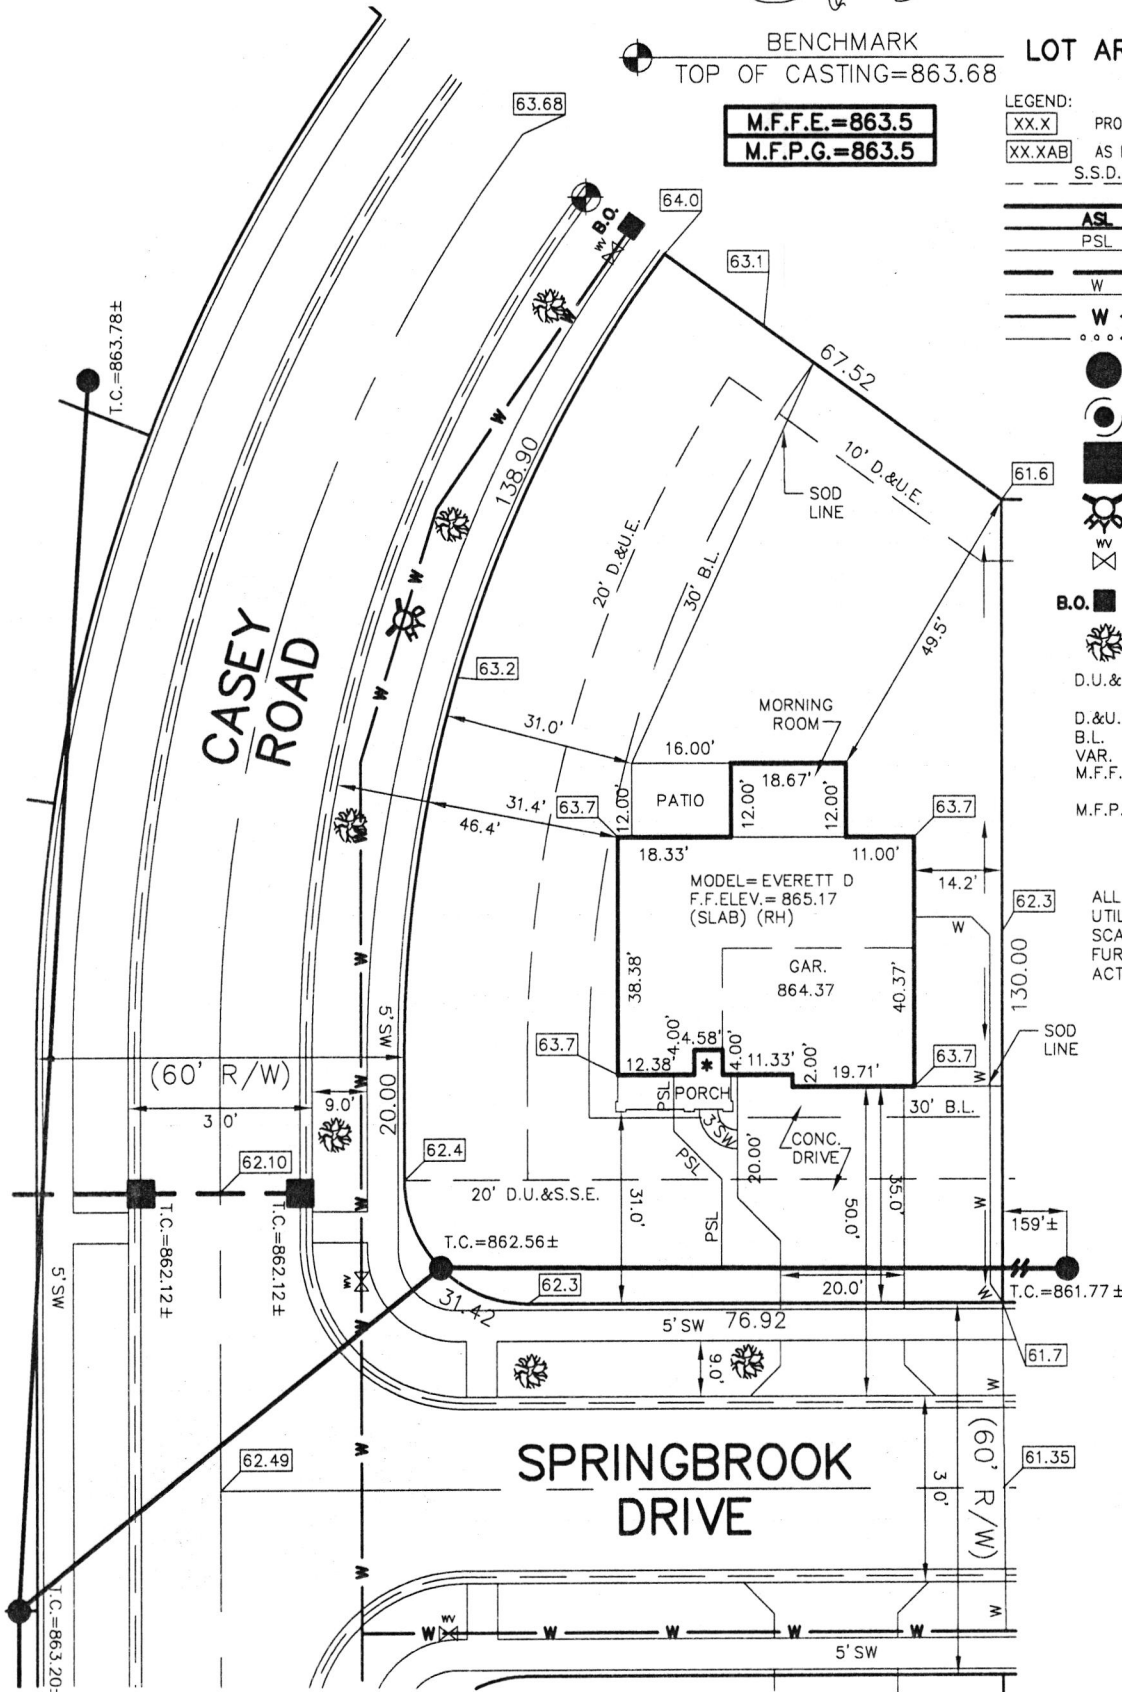 BENCHMARK
TOP OF CASTING=863.68
LOT AR
M.F.F.E.=863.5
M.F.P.G.=863.5
LEGEND:
XX.X PRO
XX.XAB AS
S.S.D.
ASL
PSL
W
W
WV
B.O.
D.U.&
D.&U.
B.L.
VAR.
M.F.F.
M.F.P.
ALL
UTIL
SCA
FUR
ACT
63.68
B.O.
WV
64.0
63.1
67.52
T.C.=863.78±
W
138.90
10' D.&U.E.
SOD
LINE
61.6
20' D.&U.E.
30' B.L.
49.5'
W
CASEY
ROAD
63.2
W
31.0'
MORNING
ROOM
16.00'
18.67'
PATIO
12.00'
12.00'
12.00'
63.7
63.7
31.4'
46.4'
18.33'
11.00'
MODEL=EVERETT D
F.F.ELEV.=865.17
(SLAB) (RH)
14.2'
62.3
W
W
GAR.
864.37
38.38'
40.37'
130.00
5' SW
SOD
LINE
63.7
4.58'
4.00'
4.00'
12.38
*
11.33'
2.00'
19.71'
63.7
(60' R/W)
W
W
3 0'
9.0'
20.00
PSL
PORCH
30' B.L.
3'SW
CONC.
DRIVE
62.4
62.10
PSL
20.00'
20' D.U.&S.S.E.
31.0'
PSL
50.0'
35.0'
W
W
159'±
T.C.=862.12±
T.C.=862.12±
T.C.=862.56±
5' SW
WV
62.3
20.0'
W
T.C.=861.77±
31.42
5' SW
76.92
61.7
W
9.0'
W
62.49
W
SPRINGBROOK
DRIVE
3.0'
(60' R/W)
61.35
W
T.C.=863.20±
W
WV
W
W
W
W
W
5' SW